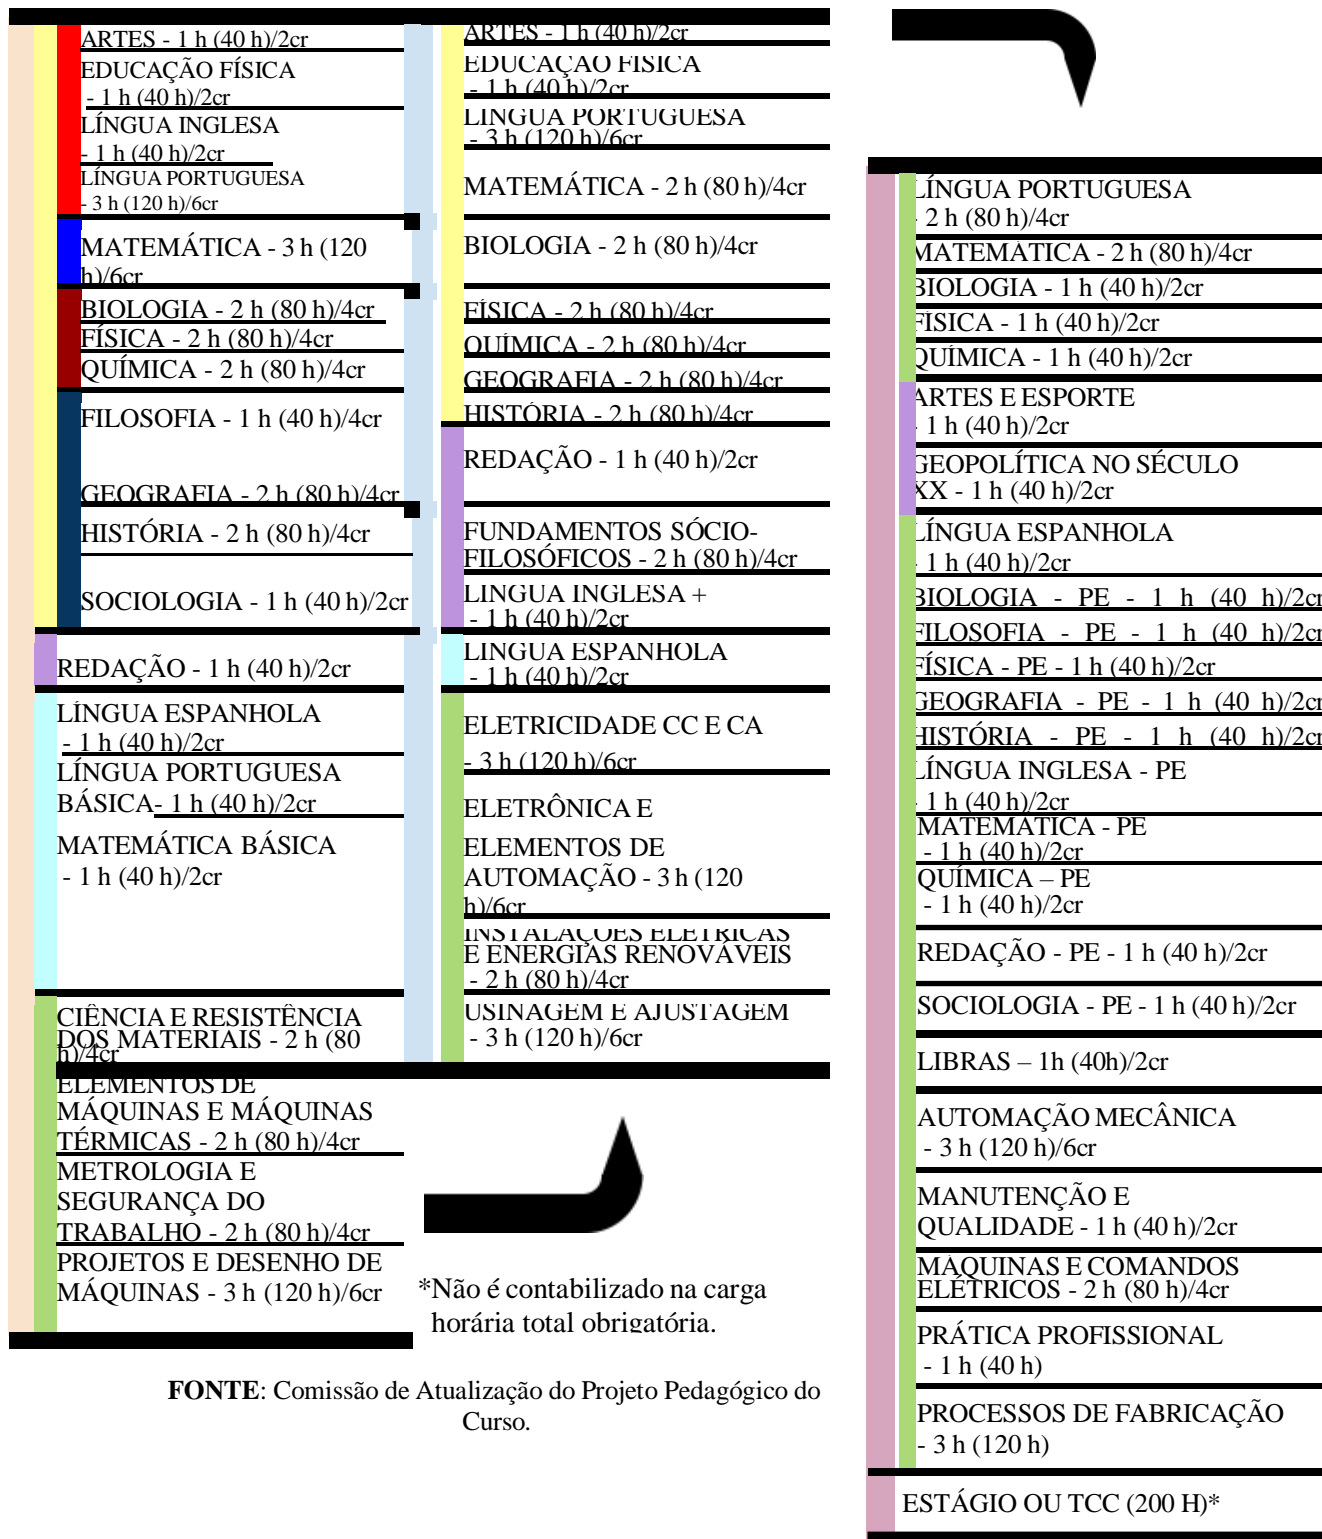 ARTES - 1 h (40 h)/2cr
EDUCAÇÃO FÍSICA
- 1 h (40 h)/2cr
LÍNGUA INGLESA
- 1 h (40 h)/2cr
LÍNGUA PORTUGUESA
- 3 h (120 h)/6cr
MATEMÁTICA - 3 h (120
h)/6cr
BIOLOGIA - 2 h (80 h)/4cr
FÍSICA - 2 h (80 h)/4cr
QUÍMICA - 2 h (80 h)/4cr
FILOSOFIA - 1 h (40 h)/4cr
GEOGRAFIA - 2 h (80 h)/4cr
HISTÓRIA - 2 h (80 h)/4cr
SOCIOLOGIA - 1 h (40 h)/2cr
REDAÇÃO - 1 h (40 h)/2cr
LÍNGUA ESPANHOLA
- 1 h (40 h)/2cr
LÍNGUA PORTUGUESA
BÁSICA- 1 h (40 h)/2cr
MATEMÁTICA BÁSICA
- 1 h (40 h)/2cr
CIÊNCIA E RESISTÊNCIA
DOS MATERIAIS - 2 h (80
h)/4cr
ELEMENTOS DE
MÁQUINAS E MÁQUINAS
TÉRMICAS - 2 h (80 h)/4cr
METROLOGIA E
SEGURANÇA DO
TRABALHO - 2 h (80 h)/4cr
PROJETOS E DESENHO DE
MÁQUINAS - 3 h (120 h)/6cr
ARTES - 1 h (40 h)/2cr
EDUCAÇÃO FÍSICA
- 1 h (40 h)/2cr
LÍNGUA PORTUGUESA
- 3 h (120 h)/6cr
MATEMÁTICA - 2 h (80 h)/4cr
BIOLOGIA - 2 h (80 h)/4cr
FÍSICA - 2 h (80 h)/4cr
QUÍMICA - 2 h (80 h)/4cr
GEOGRAFIA - 2 h (80 h)/4cr
HISTÓRIA - 2 h (80 h)/4cr
REDAÇÃO - 1 h (40 h)/2cr
FUNDAMENTOS SÓCIO-
FILOSÓFICOS - 2 h (80 h)/4cr
LÍNGUA INGLESA +
- 1 h (40 h)/2cr
LÍNGUA ESPANHOLA
- 1 h (40 h)/2cr
ELETRICIDADE CC E CA
- 3 h (120 h)/6cr
ELETRÔNICA E
ELEMENTOS DE
AUTOMAÇÃO - 3 h (120
h)/6cr
INSTALAÇÕES ELÉTRICAS
E ENERGIAS RENOVÁVEIS
- 2 h (80 h)/4cr
USINAGEM E AJUSTAGEM
- 3 h (120 h)/6cr
*Não é contabilizado na carga
horária total obrigatória.
FONTE: Comissão de Atualização do Projeto Pedagógico do
Curso.
LÍNGUA PORTUGUESA
- 2 h (80 h)/4cr
MATEMÁTICA - 2 h (80 h)/4cr
BIOLOGIA - 1 h (40 h)/2cr
FÍSICA - 1 h (40 h)/2cr
QUÍMICA - 1 h (40 h)/2cr
ARTES E ESPORTE
- 1 h (40 h)/2cr
GEOPOLÍTICA NO SÉCULO
XX - 1 h (40 h)/2cr
LÍNGUA ESPANHOLA
- 1 h (40 h)/2cr
BIOLOGIA - PE - 1 h (40 h)/2cr
FILOSOFIA - PE - 1 h (40 h)/2cr
FÍSICA - PE - 1 h (40 h)/2cr
GEOGRAFIA - PE - 1 h (40 h)/2cr
HISTÓRIA - PE - 1 h (40 h)/2cr
LÍNGUA INGLESA - PE
- 1 h (40 h)/2cr
MATEMÁTICA - PE
- 1 h (40 h)/2cr
QUÍMICA – PE
- 1 h (40 h)/2cr
REDAÇÃO - PE - 1 h (40 h)/2cr
SOCIOLOGIA - PE - 1 h (40 h)/2cr
LIBRAS – 1h (40h)/2cr
AUTOMAÇÃO MECÂNICA
- 3 h (120 h)/6cr
MANUTENÇÃO E
QUALIDADE - 1 h (40 h)/2cr
MÁQUINAS E COMANDOS
ELÉTRICOS - 2 h (80 h)/4cr
PRÁTICA PROFISSIONAL
- 1 h (40 h)
PROCESSOS DE FABRICAÇÃO
- 3 h (120 h)
ESTÁGIO OU TCC (200 H)*